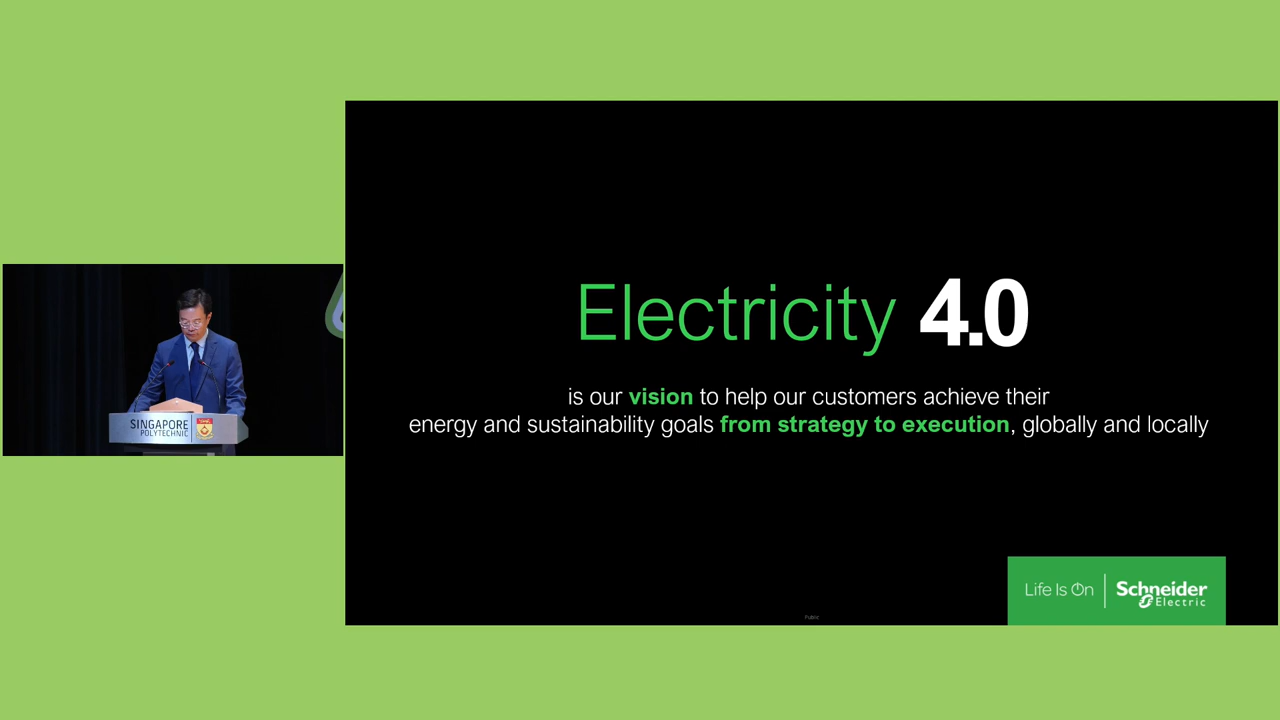 SINGAPORE
POLYTECHNIC
Electricity 4.0
is our vision to help our customers achieve their
energy and sustainability goals from strategy to execution, globally and locally
Life Is On | Schneider
Electric
Public